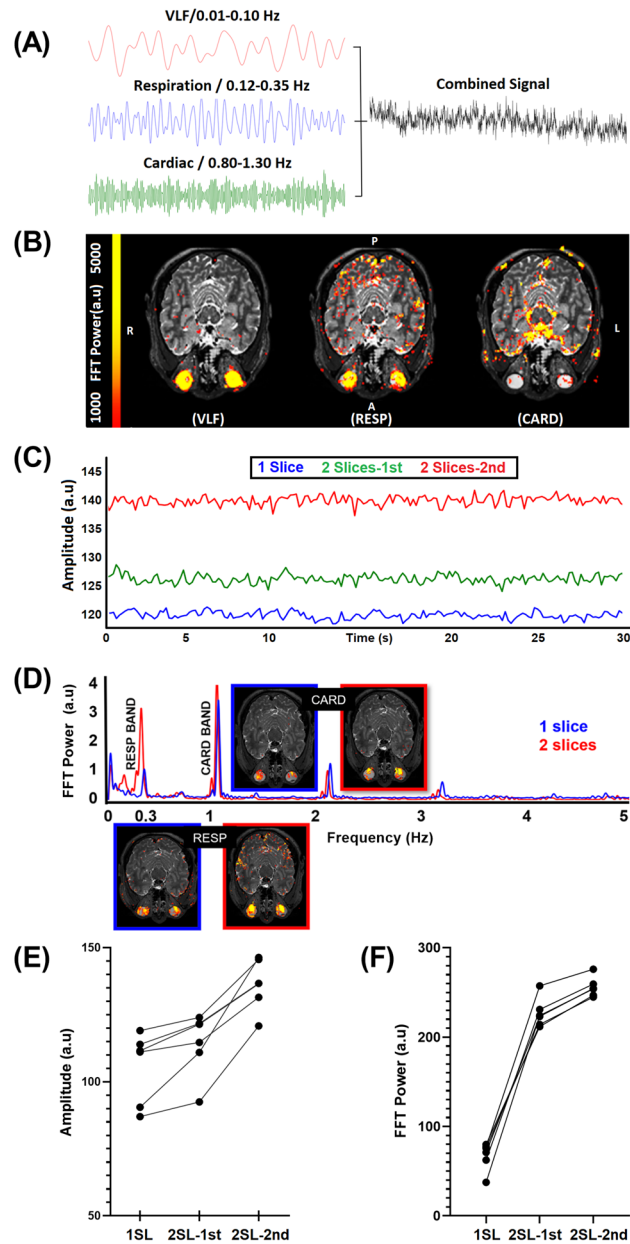 (A)
VLF/0.01-0.10 Hz
Respiration / 0.12-0.35 Hz
Combined Signal
Cardiac / 0.80-1.30 Hz
(B)
FFT Power(a.u)
1000
5000
P
R
L
A
(VLF)
(RESP)
(CARD)
(C)
1 Slice 2 Slices-1st 2 Slices-2nd
Amplitude (a.u)
145
140
135
130
125
120
0 5 10 Time (s) 20 25 30
(D)
FFT Power (a.u)
4
3
2
1
0
RESP BAND
CARD BAND
CARD
1 slice
2 slices
0 0.3 1 2 3 4 5
Frequency (Hz)
RESP
(E)
Amplitude (a.u)
150
100
50
1SL 2SL-1st 2SL-2nd
(F)
FFT Power (a.u)
300
200
100
0
1SL 2SL-1st 2SL-2nd